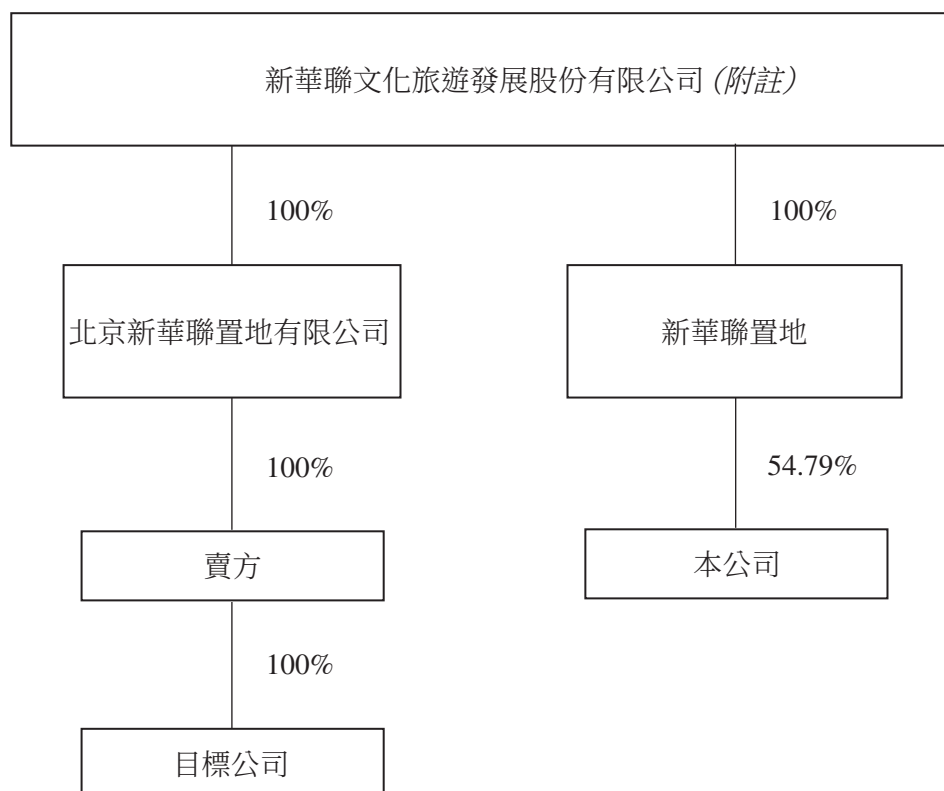 新華聯文化旅遊發展股份有限公司(附註)
100%
100%
北京新華聯置地有限公司
新華聯置地
100%
54.79%
賣方
本公司
100%
目標公司